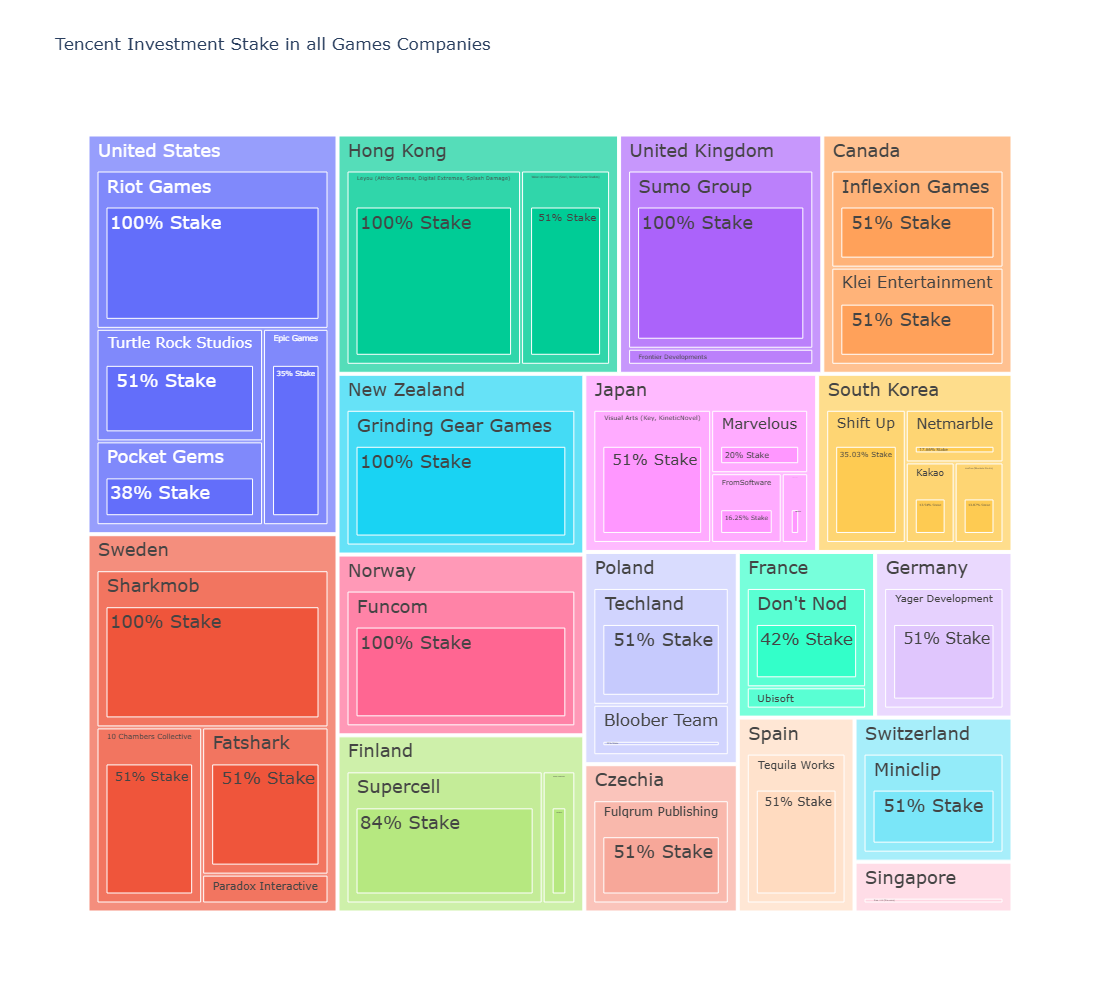 Tencent Investment Stake in all Games Companies
United States
Riot Games
100% Stake
Turtle Rock Studios
51% Stake
Epic Games
35% Stake
Pocket Gems
38% Stake
Hong Kong
Leyou (Athlon Games, Digital Extremes, Splash Damage)
100% Stake
51% Stake
United Kingdom
Sumo Group
100% Stake
Frontier Developments
Canada
Inflexion Games
51% Stake
Klei Entertainment
51% Stake
New Zealand
Grinding Gear Games
100% Stake
Japan
Visual Arts (Key, KineticNovel)
51% Stake
Marvelous
20% Stake
FromSoftware
16.25% Stake
South Korea
Shift Up
35.03% Stake
Netmarble
17.66% Stake
Kakao
Sweden
Sharkmob
100% Stake
10 Chambers Collective
51% Stake
Fatshark
51% Stake
Paradox Interactive
Norway
Funcom
100% Stake
Finland
Supercell
84% Stake
Poland
Techland
51% Stake
Bloober Team
France
Don't Nod
42% Stake
Ubisoft
Germany
Yager Development
51% Stake
Czechia
Fulqrum Publishing
51% Stake
Spain
Tequila Works
51% Stake
Switzerland
Miniclip
51% Stake
Singapore